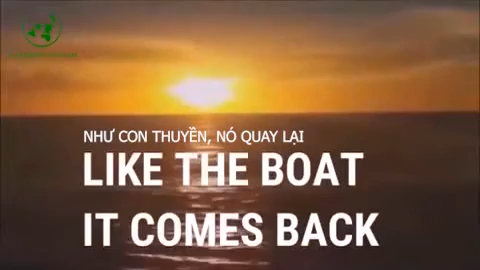 NHƯ CON THUYỀN, NÓ QUAY LẠI
LIKE THE BOAT
IT COMES BACK